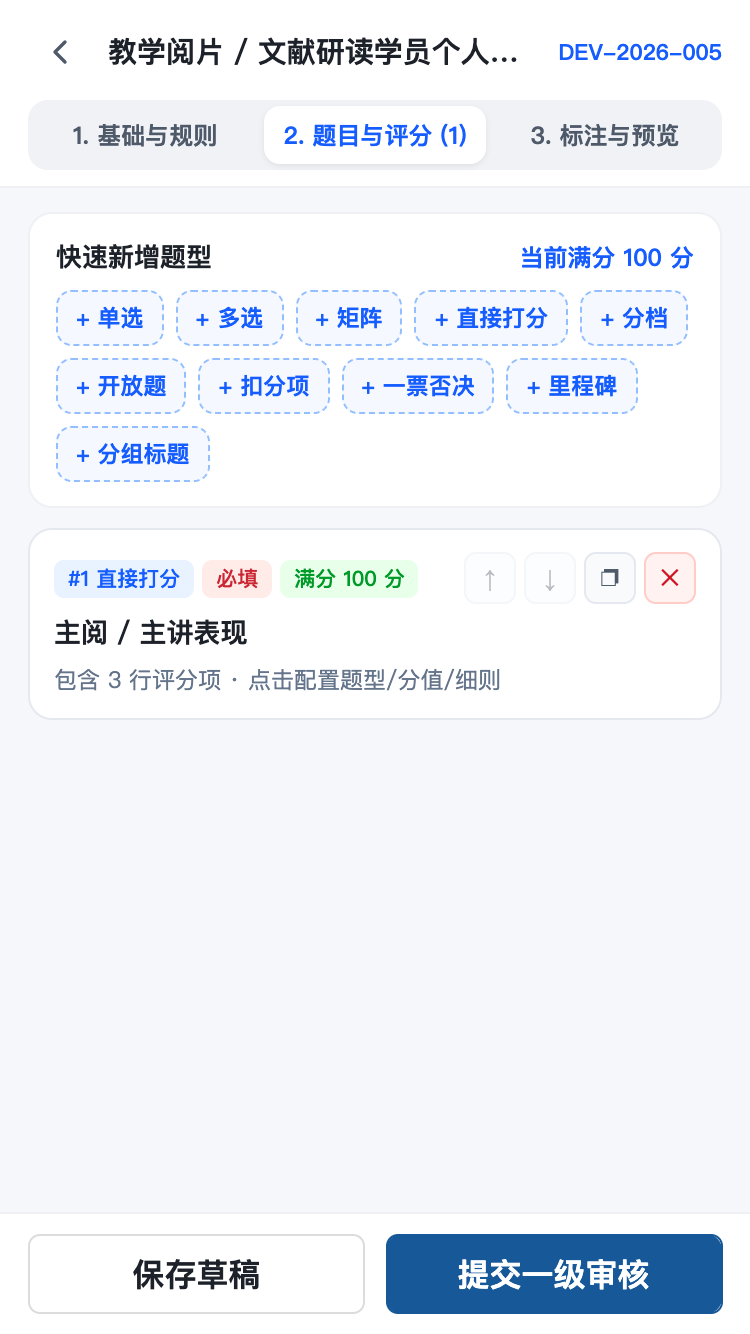 教学阅片 / 文献研读学员个人... DEV-2026-005
1. 基础与规则 2. 题目与评分 (1) 3. 标注与预览
快速新增题型 当前满分 100 分
+ 单选 + 多选 + 矩阵 + 直接打分 + 分档
+ 开放题 + 扣分项 + 一票否决 + 里程碑
+ 分组标题
#1 直接打分 必填 满分 100 分 ↑ ↓ ❐ ✕
主阅 / 主讲表现
包含 3 行评分项 · 点击配置题型/分值/细则
保存草稿 提交一级审核